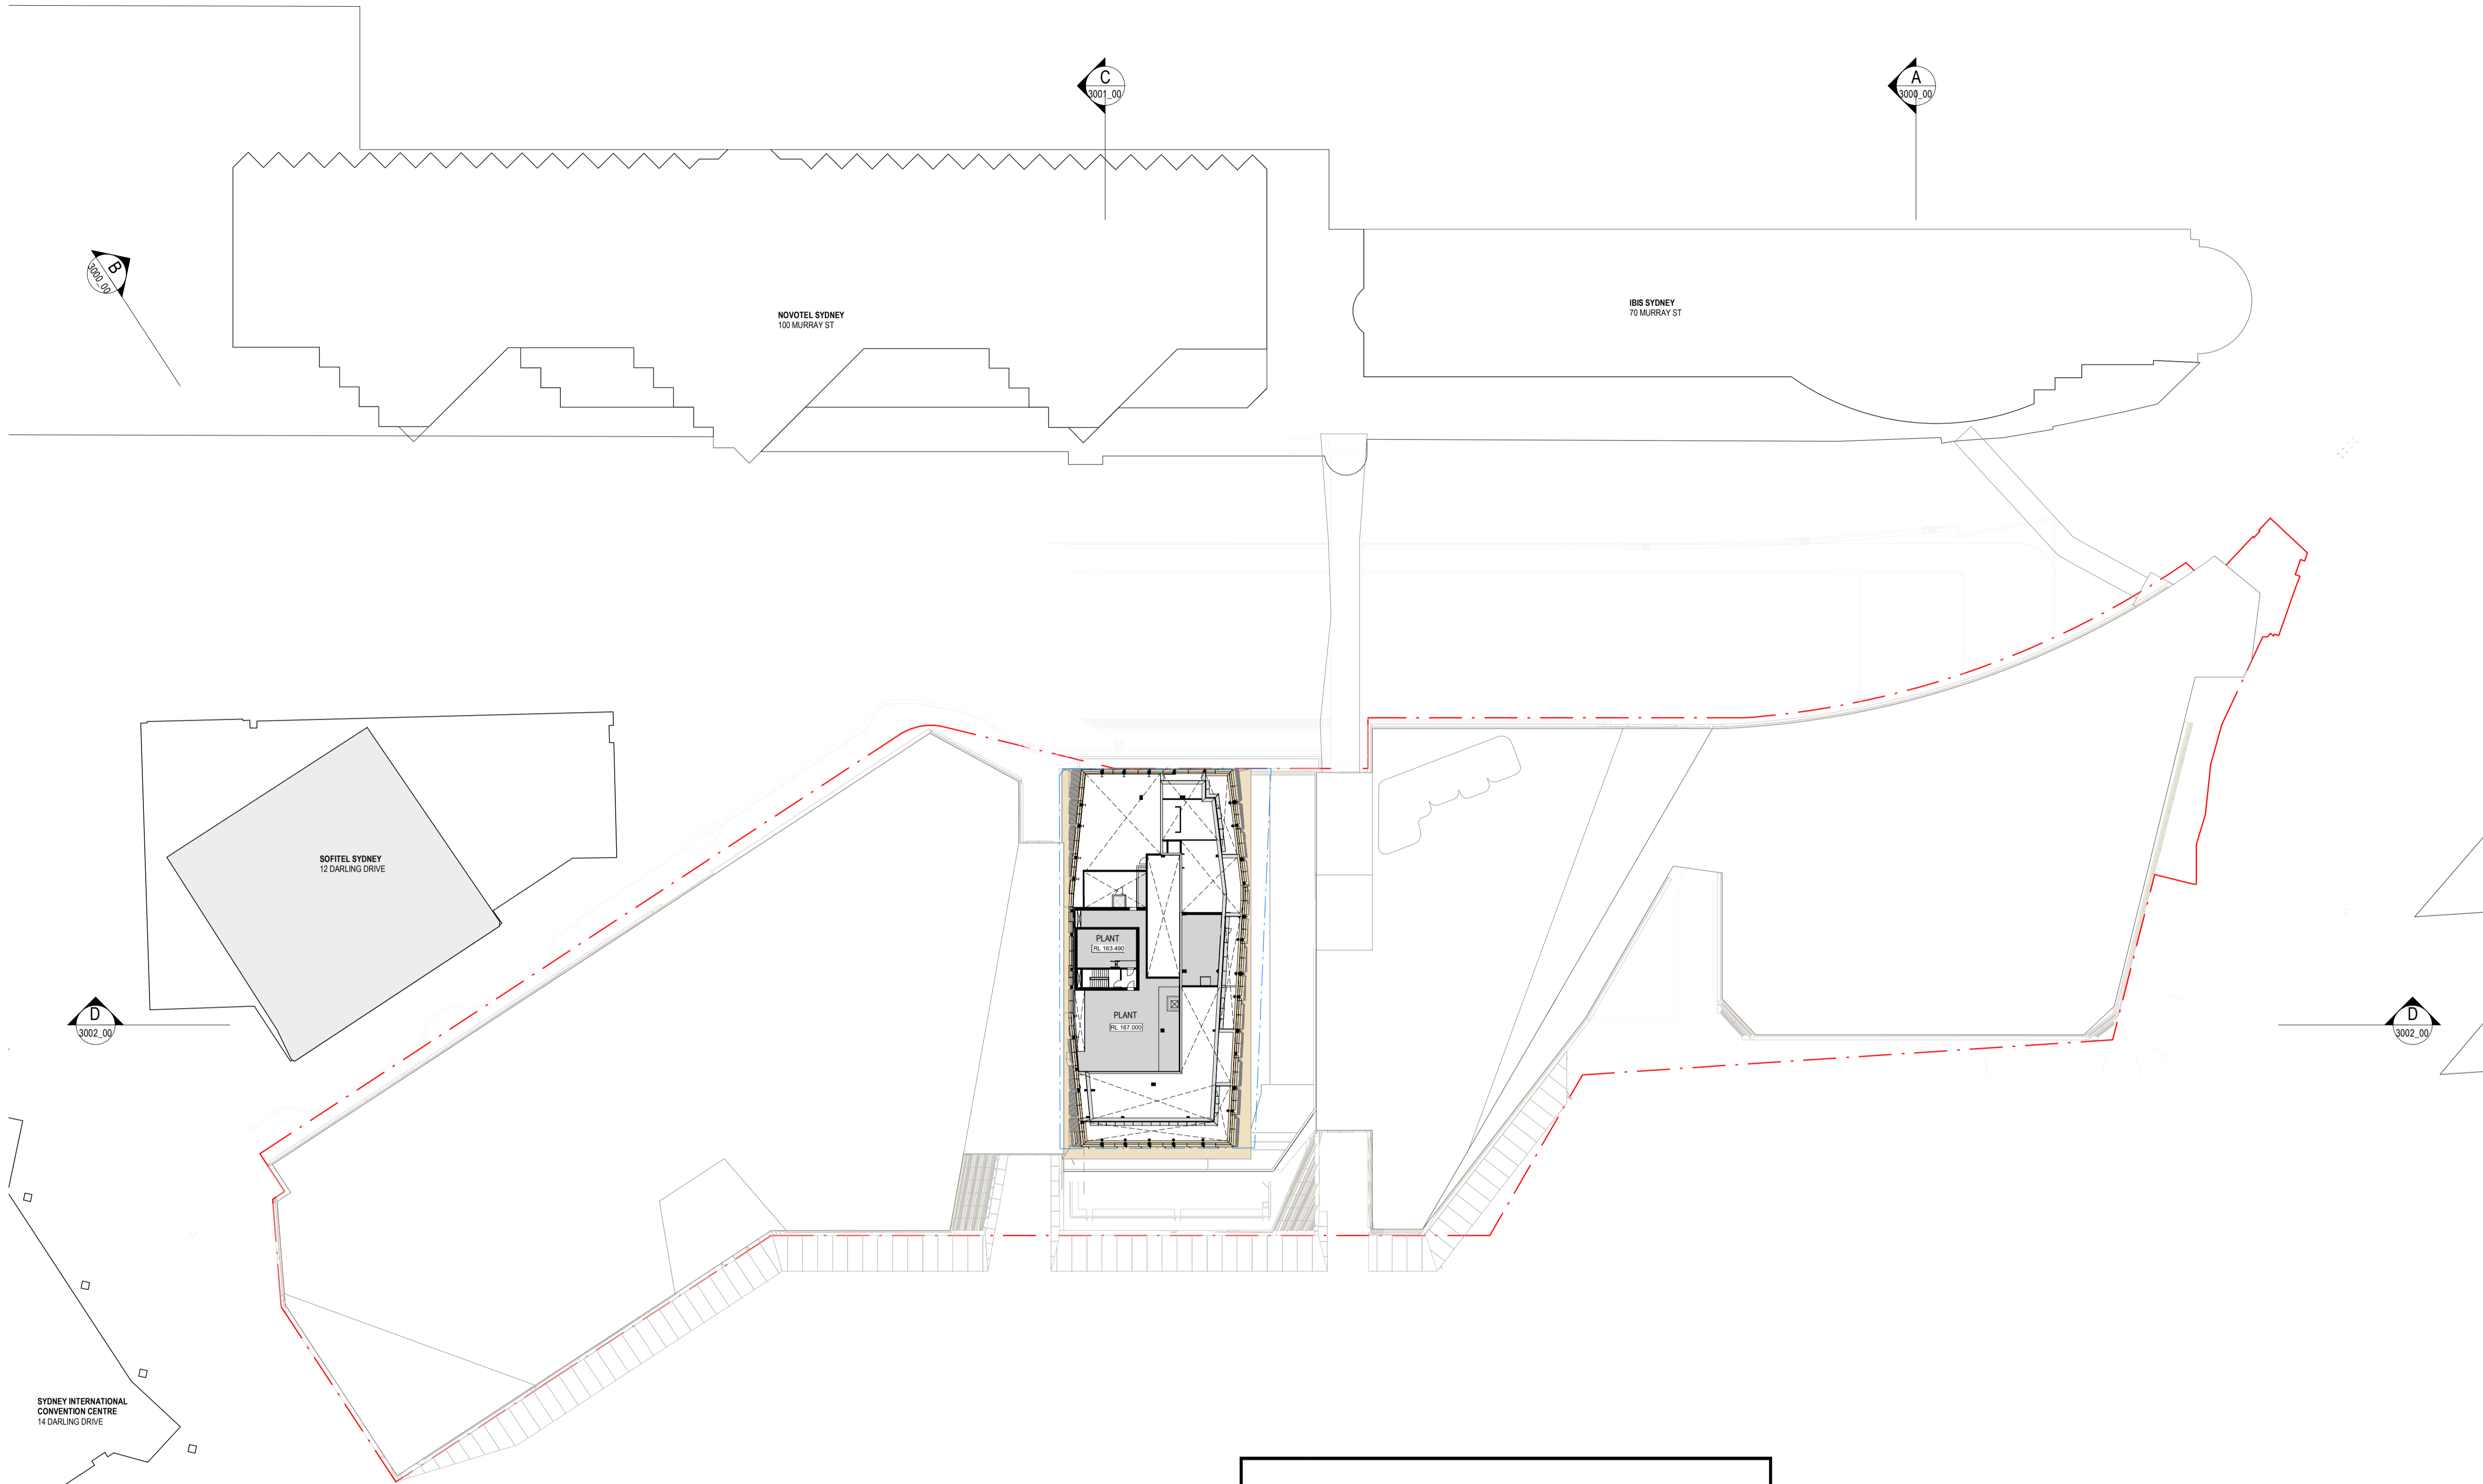 C
3001_00
A
3000_00
B
3000_00
NOVOTEL SYDNEY
100 MURRAY ST
IBIS SYDNEY
70 MURRAY ST
SOFITEL SYDNEY
12 DARLING DRIVE
PLANT
RL 163.490
PLANT
RL 167.000
D
3002_00
D
3002_00
SYDNEY INTERNATIONAL
CONVENTION CENTRE
14 DARLING DRIVE